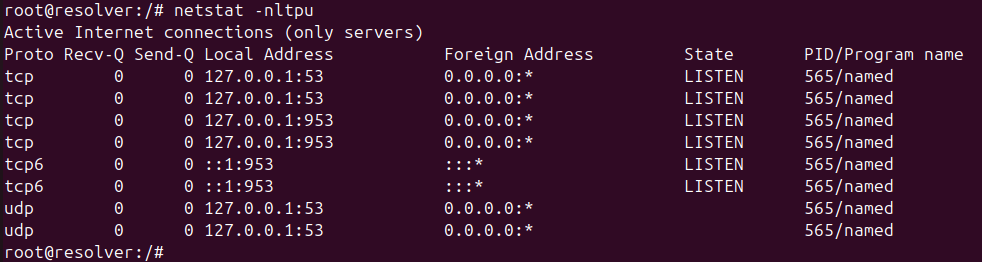 root@resolver:/# netstat -nltpu
Active Internet connections (only servers)
Proto Recv-Q Send-Q Local Address           Foreign Address         State       PID/Program name
tcp        0      0 127.0.0.1:53            0.0.0.0:*               LISTEN      565/named
tcp        0      0 127.0.0.1:53            0.0.0.0:*               LISTEN      565/named
tcp        0      0 127.0.0.1:953           0.0.0.0:*               LISTEN      565/named
tcp        0      0 127.0.0.1:953           0.0.0.0:*               LISTEN      565/named
tcp6       0      0 ::1:953                 :::*                    LISTEN      565/named
tcp6       0      0 ::1:953                 :::*                    LISTEN      565/named
udp        0      0 127.0.0.1:53            0.0.0.0:*                           565/named
udp        0      0 127.0.0.1:53            0.0.0.0:*                           565/named
root@resolver:/#